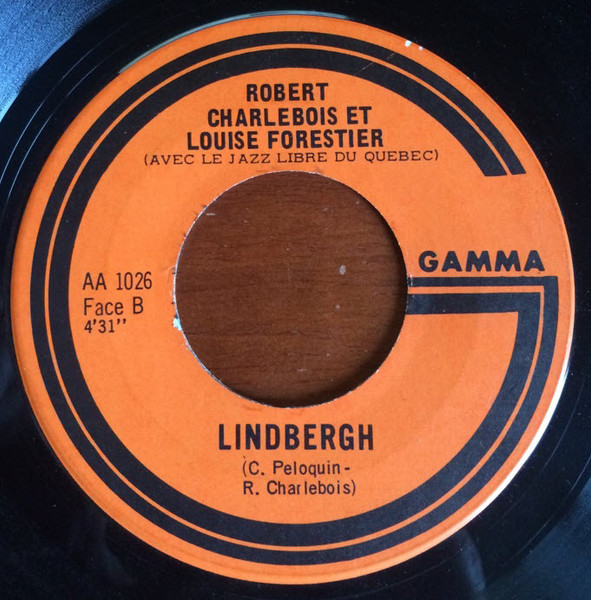 ROBERT
CHARLEBOIS ET
LOUISE FORESTIER
(AVEC LE JAZZ LIBRE DU QUEBEC)
GAMMA
AA 1026
Face B
4'31"
LINDBERGH
(C. Peloquin-
R. Charlebois)